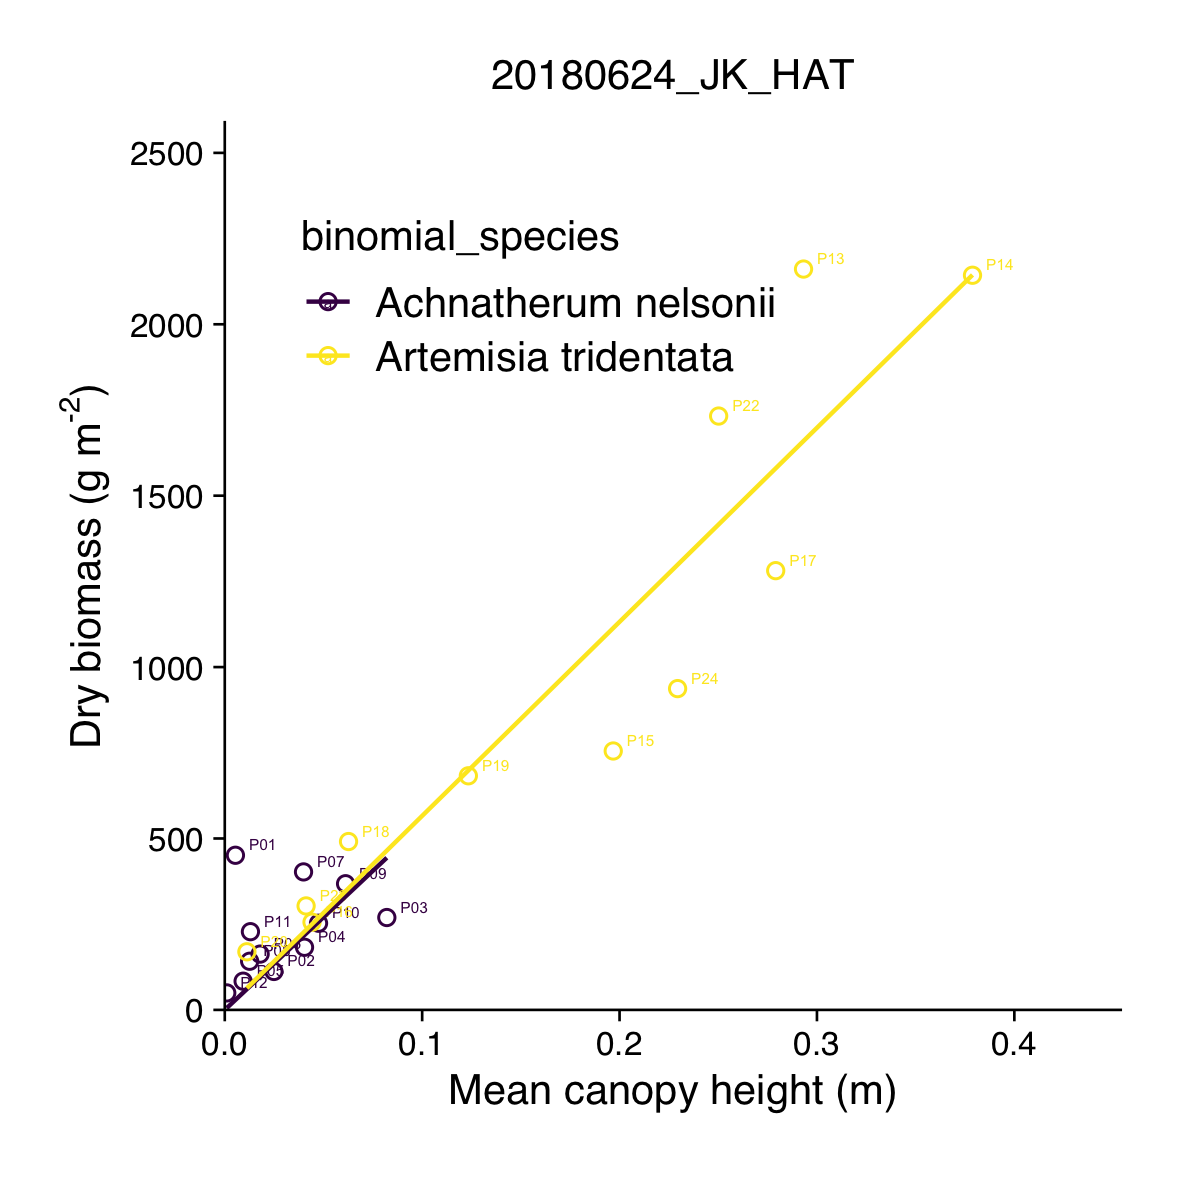 20180624_JK_HAT
2500
2000
1500
1000
500
0
Dry biomass (g m-2)
binomial_species
Achnatherum nelsonii
Artemisia tridentata
P13
P14
P22
P17
P24
P15
P19
P18
P01
P07
P09
P03
P10
P11
P04
P02
P05
P12
0.0
0.1
0.2
0.3
0.4
Mean canopy height (m)